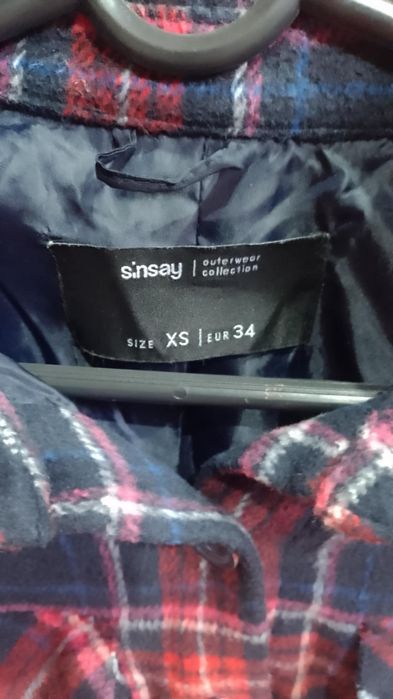 sinsay | outerwear
collection
SIZE XS | EUR 34